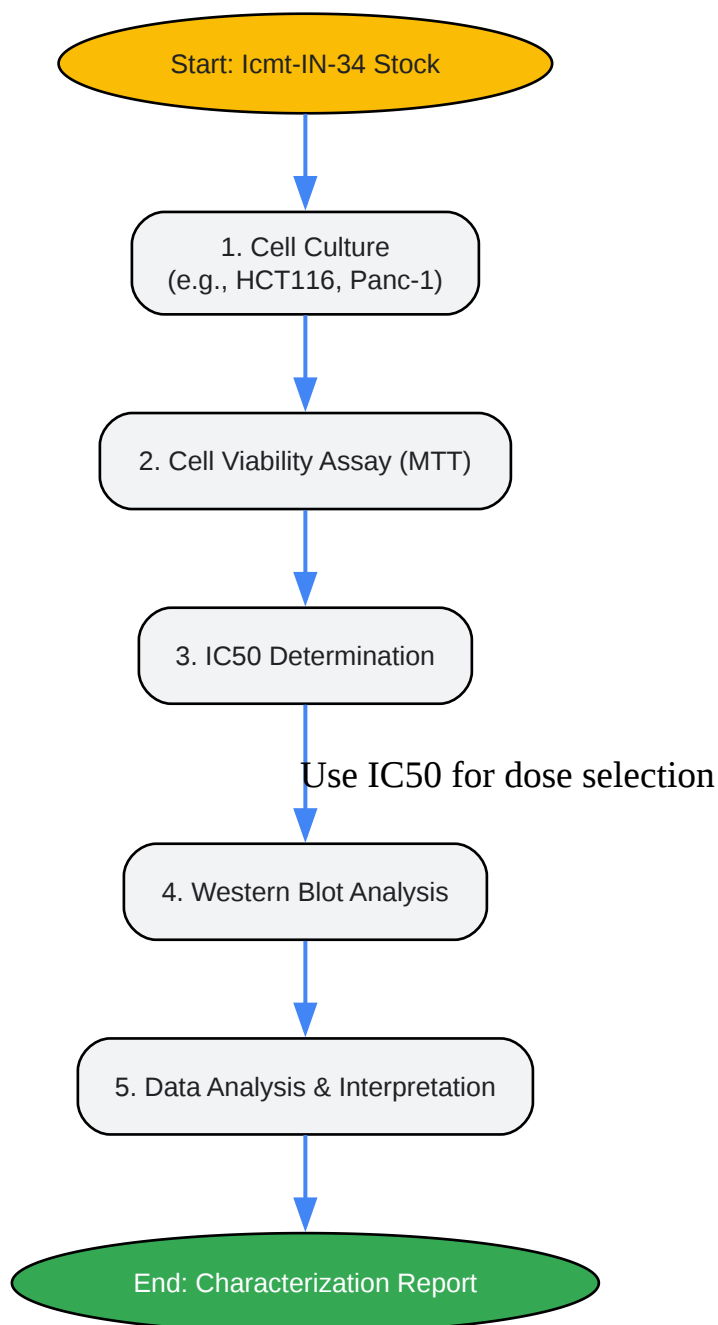 Start: Icmt-IN-34 Stock
1. Cell Culture
(e.g., HCT116, Panc-1)
2. Cell Viability Assay (MTT)
3. IC50 Determination
Use IC50 for dose selection
4. Western Blot Analysis
5. Data Analysis & Interpretation
End: Characterization Report